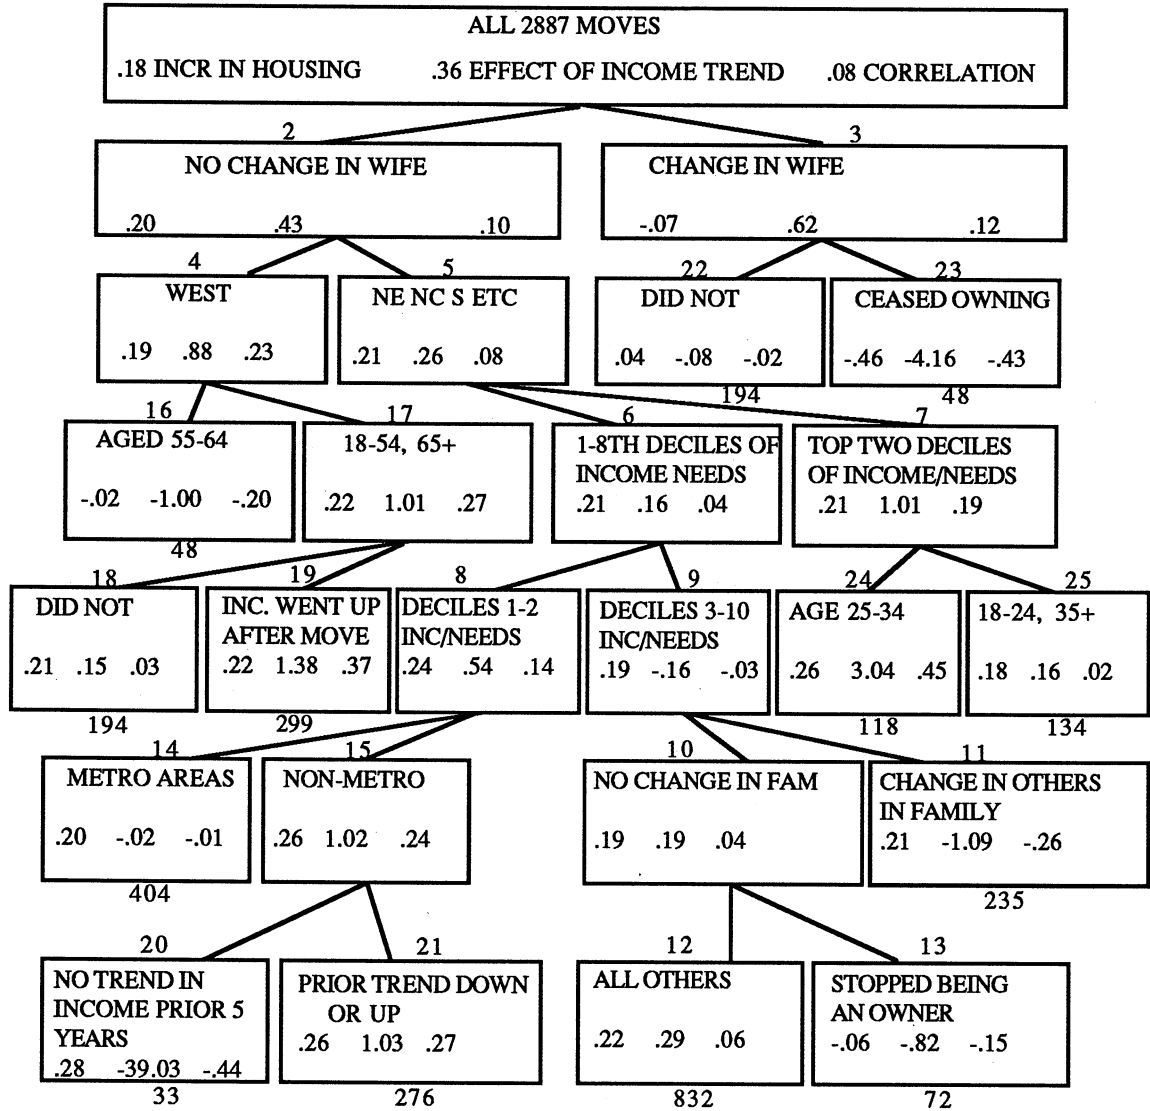 ALL 2887 MOVES
.18 INCR IN HOUSING .36 EFFECT OF INCOME TREND .08 CORRELATION
2 3
NO CHANGE IN WIFE
.20 .43 .10
CHANGE IN WIFE
-.07 .62 .12
4 5 22 23
WEST
.19 .88 .23
NE NC S ETC
.21 .26 .08
DID NOT
.04 -.08 -.02
194
CEASED OWNING
-.46 -4.16 -.43
48
16 17 6 7
AGED 55-64
-.02 -1.00 -.20
48
18-54, 65+
.22 1.01 .27
1-8TH DECILES OF
INCOME NEEDS
.21 .16 .04
TOP TWO DECILES
OF INCOME/NEEDS
.21 1.01 .19
18 19 8 9 24 25
DID NOT
.21 .15 .03
194
INC. WENT UP
AFTER MOVE
.22 1.38 .37
299
DECILES 1-2
INC/NEEDS
.24 .54 .14
DECILES 3-10
INC/NEEDS
.19 -.16 -.03
AGE 25-34
.26 3.04 .45
118
18-24, 35+
.18 .16 .02
134
14 15 10 11
METRO AREAS
.20 -.02 -.01
404
NON-METRO
.26 1.02 .24
NO CHANGE IN FAM
.19 .19 .04
CHANGE IN OTHERS
IN FAMILY
.21 -1.09 -.26
235
20 21 12 13
NO TREND IN
INCOME PRIOR 5
YEARS
.28 -39.03 -.44
33
PRIOR TREND DOWN
OR UP
.26 1.03 .27
276
ALL OTHERS
.22 .29 .06
832
STOPPED BEING
AN OWNER
-.06 -.82 -.15
72